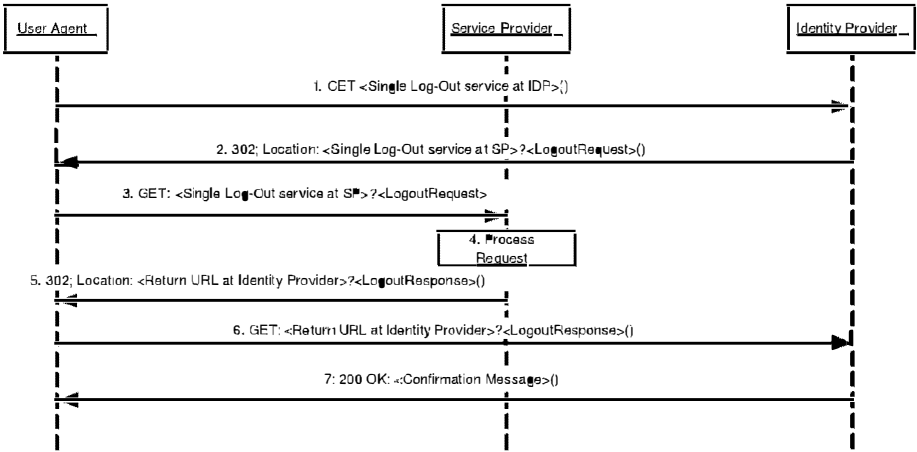 User Agent
Service Provider
Identity Provider
1. GET <Single Log-Out service at IDP>()
2. 302; Location: <Single Log-Out service at SP>?<LogoutRequest>()
3. GET: <Single Log-Out service at SP>?<LogoutRequest>
4. Process
Request
5. 302; Location: <Return URL at Identity Provider>?<LogoutResponse>()
6. GET: <Return URL at Identity Provider>?<LogoutResponse>()
7: 200 OK: <Confirmation Message>()